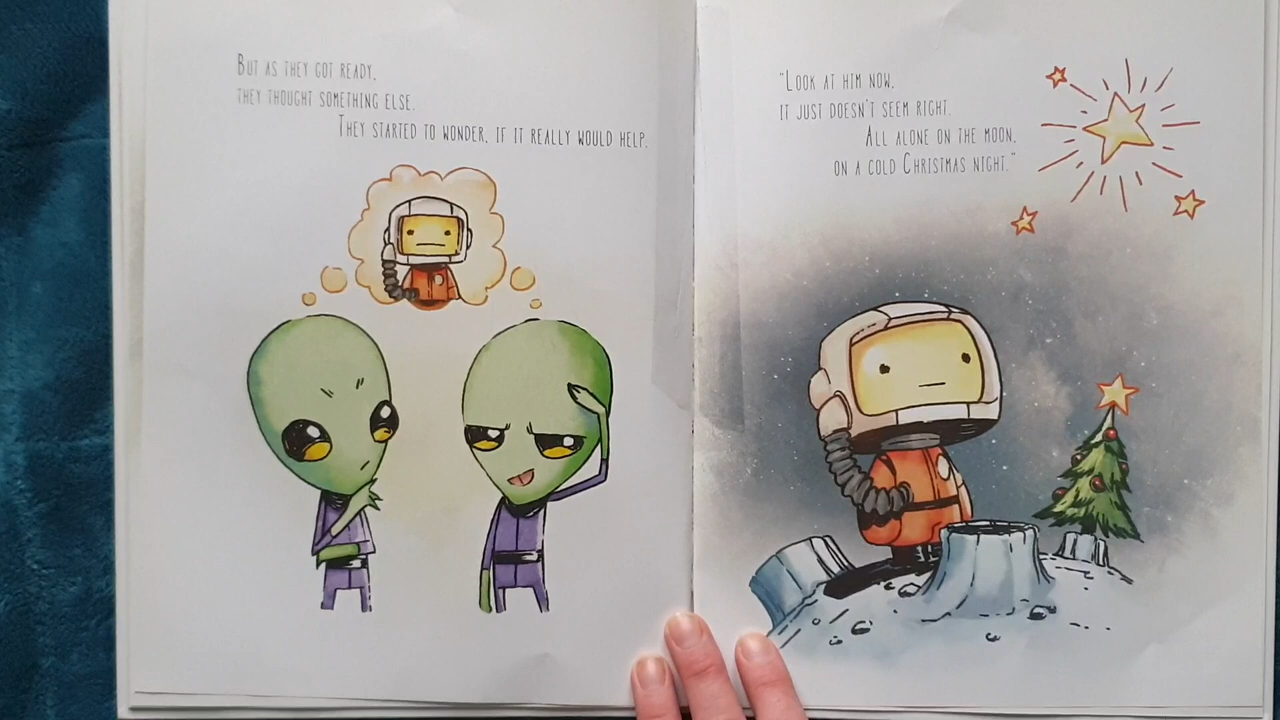 But as they got ready,
they thought something else.
They started to wonder, if it really would help.
"Look at him now,
it just doesn't seem right.
All alone on the moon,
on a cold Christmas night."